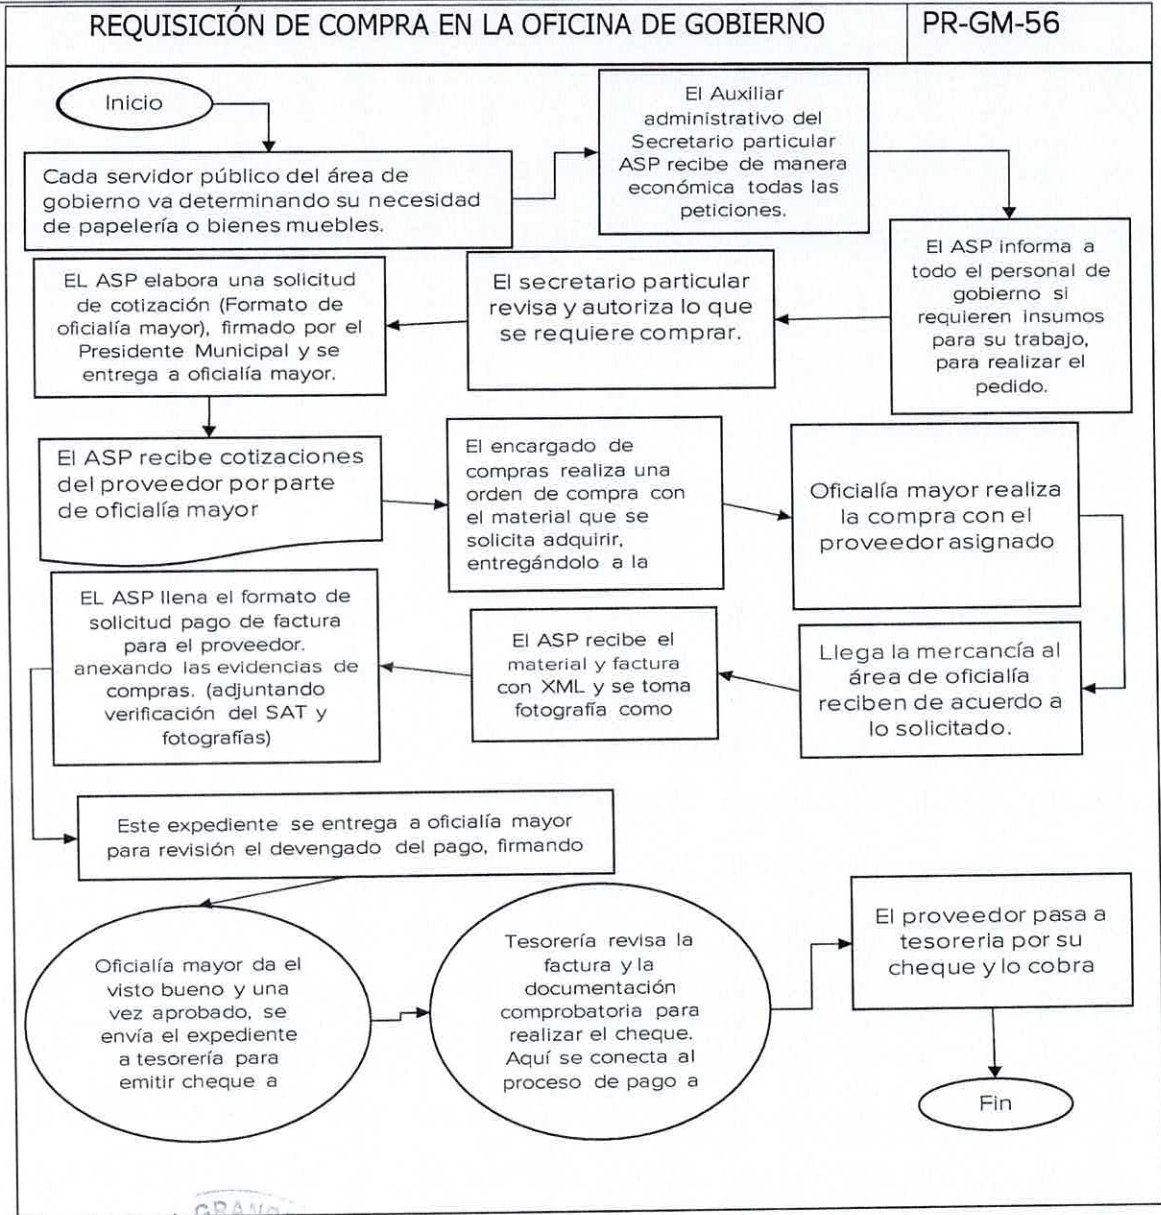 REQUISICIÓN DE COMPRA EN LA OFICINA DE GOBIERNO
PR-GM-56
Inicio
Cada servidor público del área de
gobierno va determinando su necesidad
de papelería o bienes muebles.
El Auxiliar
administrativo del
Secretario particular
ASP recibe de manera
económica todas las
peticiones.
El ASP informa a
todo el personal de
gobierno si
requieren insumos
para su trabajo,
para realizar el
pedido.
El secretario particular
revisa y autoriza lo que
se requiere comprar.
EL ASP elabora una solicitud
de cotización (Formato de
oficialía mayor), firmado por el
Presidente Municipal y se
entrega a oficialía mayor.
El ASP recibe cotizaciones
del proveedor por parte
de oficialía mayor
El encargado de
compras realiza una
orden de compra con
el material que se
solicita adquirir,
entregándolo a la
Oficialía mayor realiza
la compra con el
proveedor asignado
Llega la mercancía al
área de oficialía
reciben de acuerdo a
lo solicitado.
El ASP recibe el
material y factura
con XML y se toma
fotografía como
EL ASP llena el formato de
solicitud pago de factura
para el proveedor.
anexando las evidencias de
compras. (adjuntando
verificación del SAT y
fotografías)
Este expediente se entrega a oficialía mayor
para revisión el devengado del pago, firmando
Oficialía mayor da el
visto bueno y una
vez aprobado, se
envía el expediente
a tesorería para
emitir cheque a
Tesorería revisa la
factura y la
documentación
comprobatoria para
realizar el cheque.
Aquí se conecta al
proceso de pago a
El proveedor pasa a
tesoreria por su
cheque y lo cobra
Fin